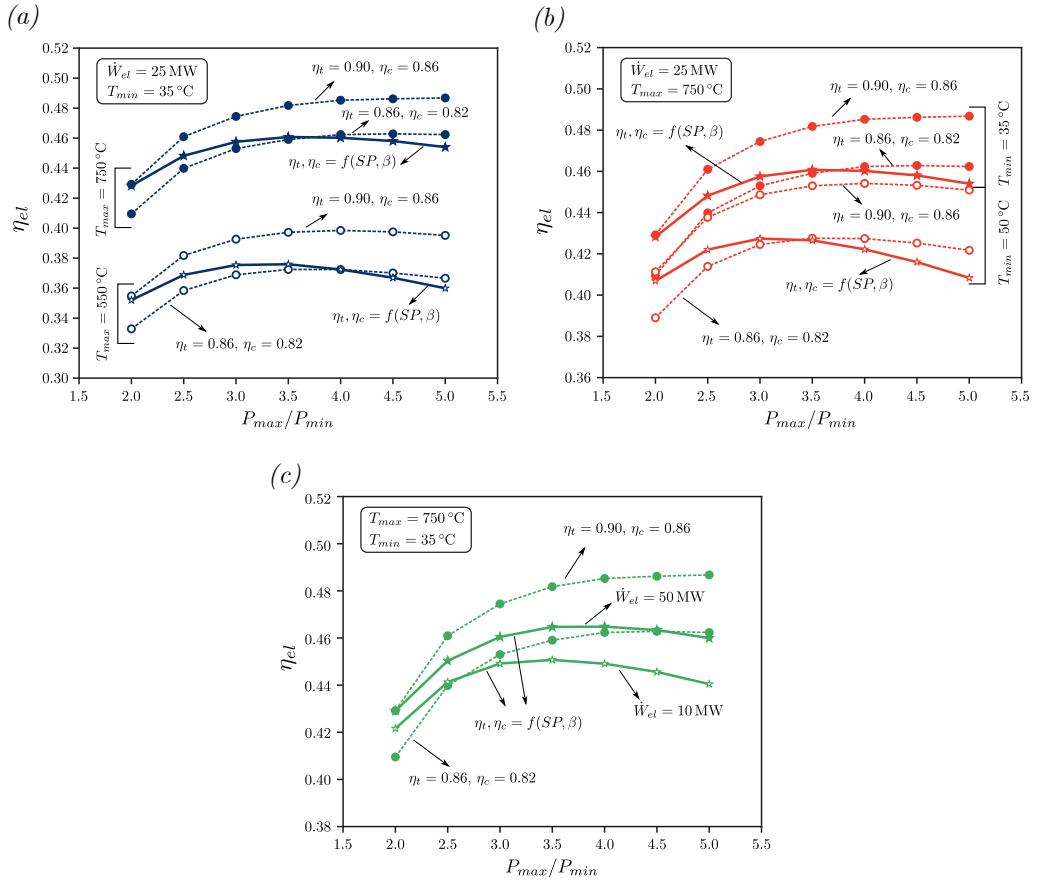 (a)
0.52
0.50
0.48
0.46
0.44
0.42
0.40
0.38
0.36
0.34
0.32
0.30
η_el
Ẇ_el = 25 MW
T_min = 35 °C
η_t = 0.90, η_c = 0.86
η_t = 0.86, η_c = 0.82
η_t, η_c = f(SP, β)
T_max = 750 °C
η_t = 0.90, η_c = 0.86
T_max = 550 °C
η_t, η_c = f(SP, β)
η_t = 0.86, η_c = 0.82
1.5 2.0 2.5 3.0 3.5 4.0 4.5 5.0 5.5
P_max/P_min
(b)
0.52
0.50
0.48
0.46
0.44
0.42
0.40
0.38
0.36
η_el
Ẇ_el = 25 MW
T_max = 750 °C
η_t = 0.90, η_c = 0.86
η_t, η_c = f(SP, β)
η_t = 0.86, η_c = 0.82
T_min = 35 °C
η_t = 0.90, η_c = 0.86
T_min = 50 °C
η_t, η_c = f(SP, β)
η_t = 0.86, η_c = 0.82
1.5 2.0 2.5 3.0 3.5 4.0 4.5 5.0 5.5
P_max/P_min
(c)
0.52
0.50
0.48
0.46
0.44
0.42
0.40
0.38
η_el
T_max = 750 °C
T_min = 35 °C
η_t = 0.90, η_c = 0.86
Ẇ_el = 50 MW
η_t, η_c = f(SP, β)
Ẇ_el = 10 MW
η_t = 0.86, η_c = 0.82
1.5 2.0 2.5 3.0 3.5 4.0 4.5 5.0 5.5
P_max/P_min